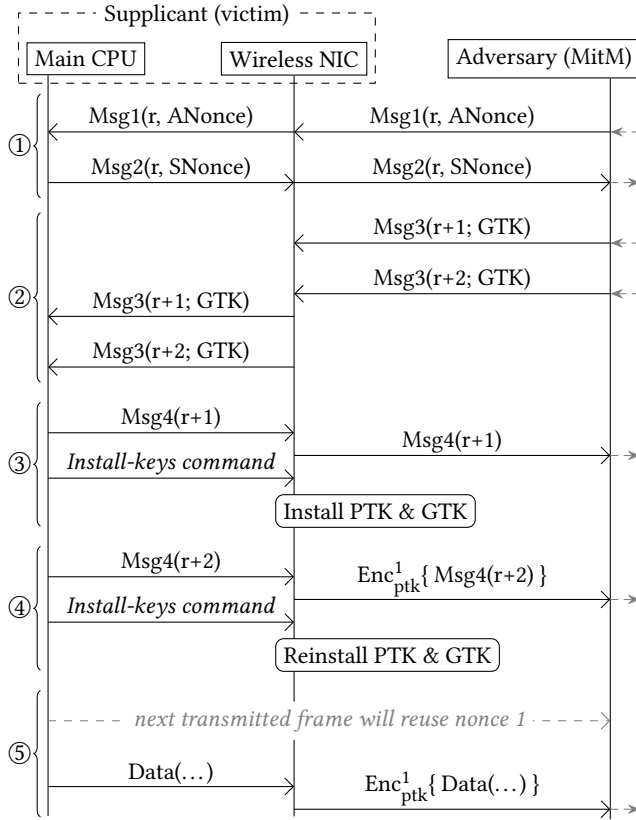 Supplicant (victim)
Main CPU Wireless NIC Adversary (MitM)
① Msg1(r, ANonce) Msg1(r, ANonce)
Msg2(r, SNonce) Msg2(r, SNonce)
Msg3(r+1; GTK)
② Msg3(r+2; GTK)
Msg3(r+1; GTK)
Msg3(r+2; GTK)
Msg4(r+1)
Msg4(r+1)
③ Install-keys command
Install PTK & GTK
Msg4(r+2) Enc¹ₚₜₖ{ Msg4(r+2) }
④ Install-keys command
Reinstall PTK & GTK
next transmitted frame will reuse nonce 1
⑤ Data(…) Enc¹ₚₜₖ{ Data(…) }